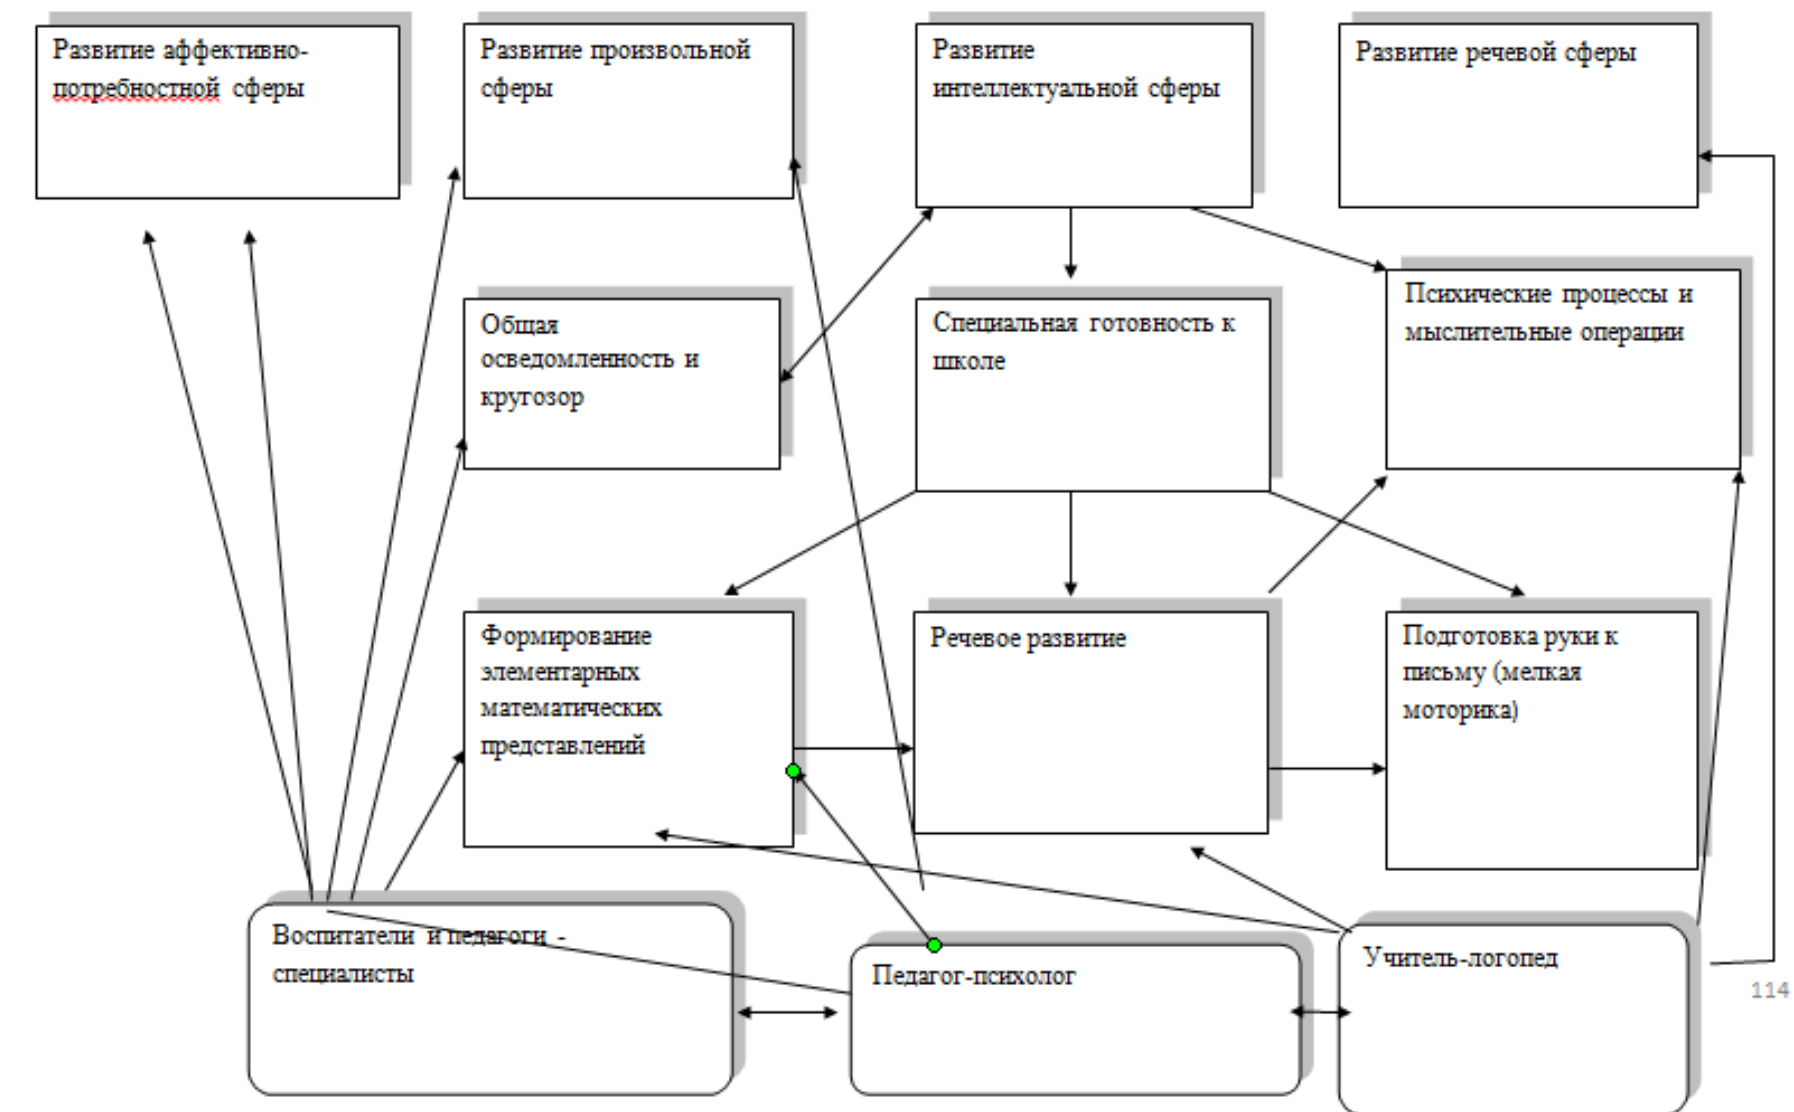 Развитие аффективно-
потребностной сферы
Развитие произвольной
сферы
Развитие
интеллектуальной сферы
Развитие речевой сферы
Общая
осведомленность и
кругозор
Специальная готовность к
школе
Психические процессы и
мыслительные операции
Формирование
элементарных
математических
представлений
Речевое развитие
Подготовка руки к
письму (мелкая
моторика)
Воспитатели и педагоги -
специалисты
Педагог-психолог
Учитель-логопед
114